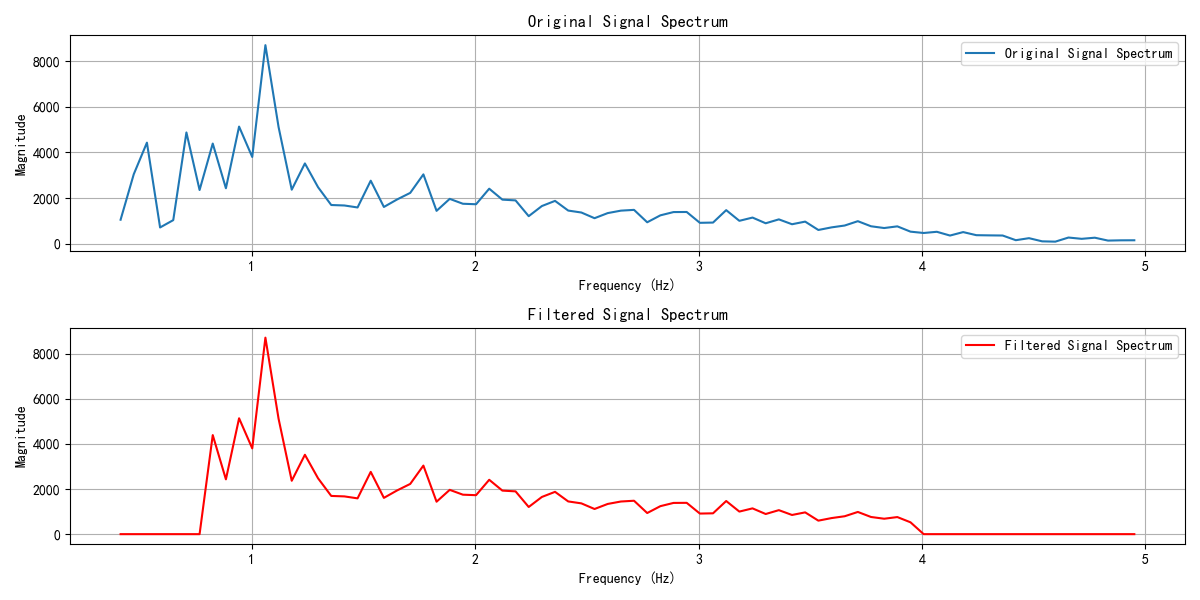 Original Signal Spectrum
Original Signal Spectrum
Magnitude
8000
6000
4000
2000
0
1 2 3 4 5
Frequency (Hz)
Filtered Signal Spectrum
Filtered Signal Spectrum
Magnitude
8000
6000
4000
2000
0
1 2 3 4 5
Frequency (Hz)